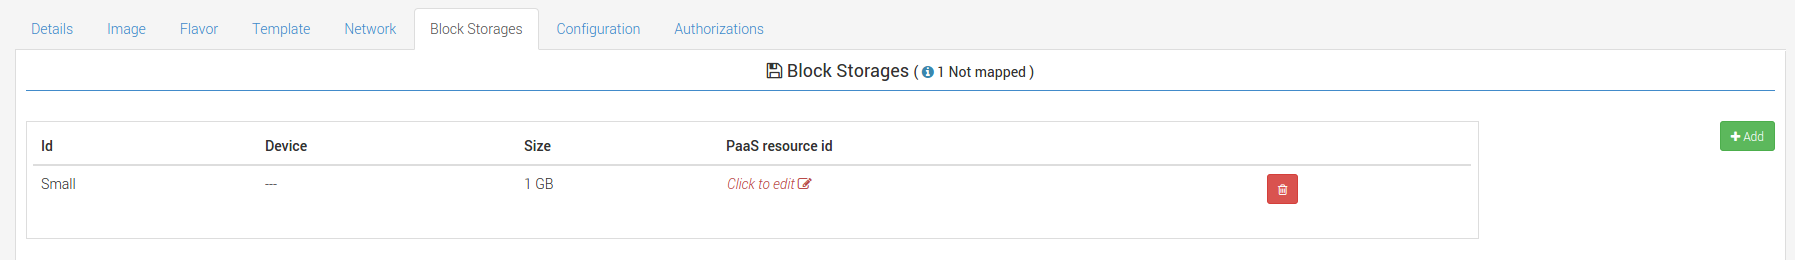 Details Image Flavor Template Network Block Storages Configuration Authorizations
Block Storages ( 1 Not mapped )
Add
Id Device Size PaaS resource id
Small --- 1 GB Click to edit